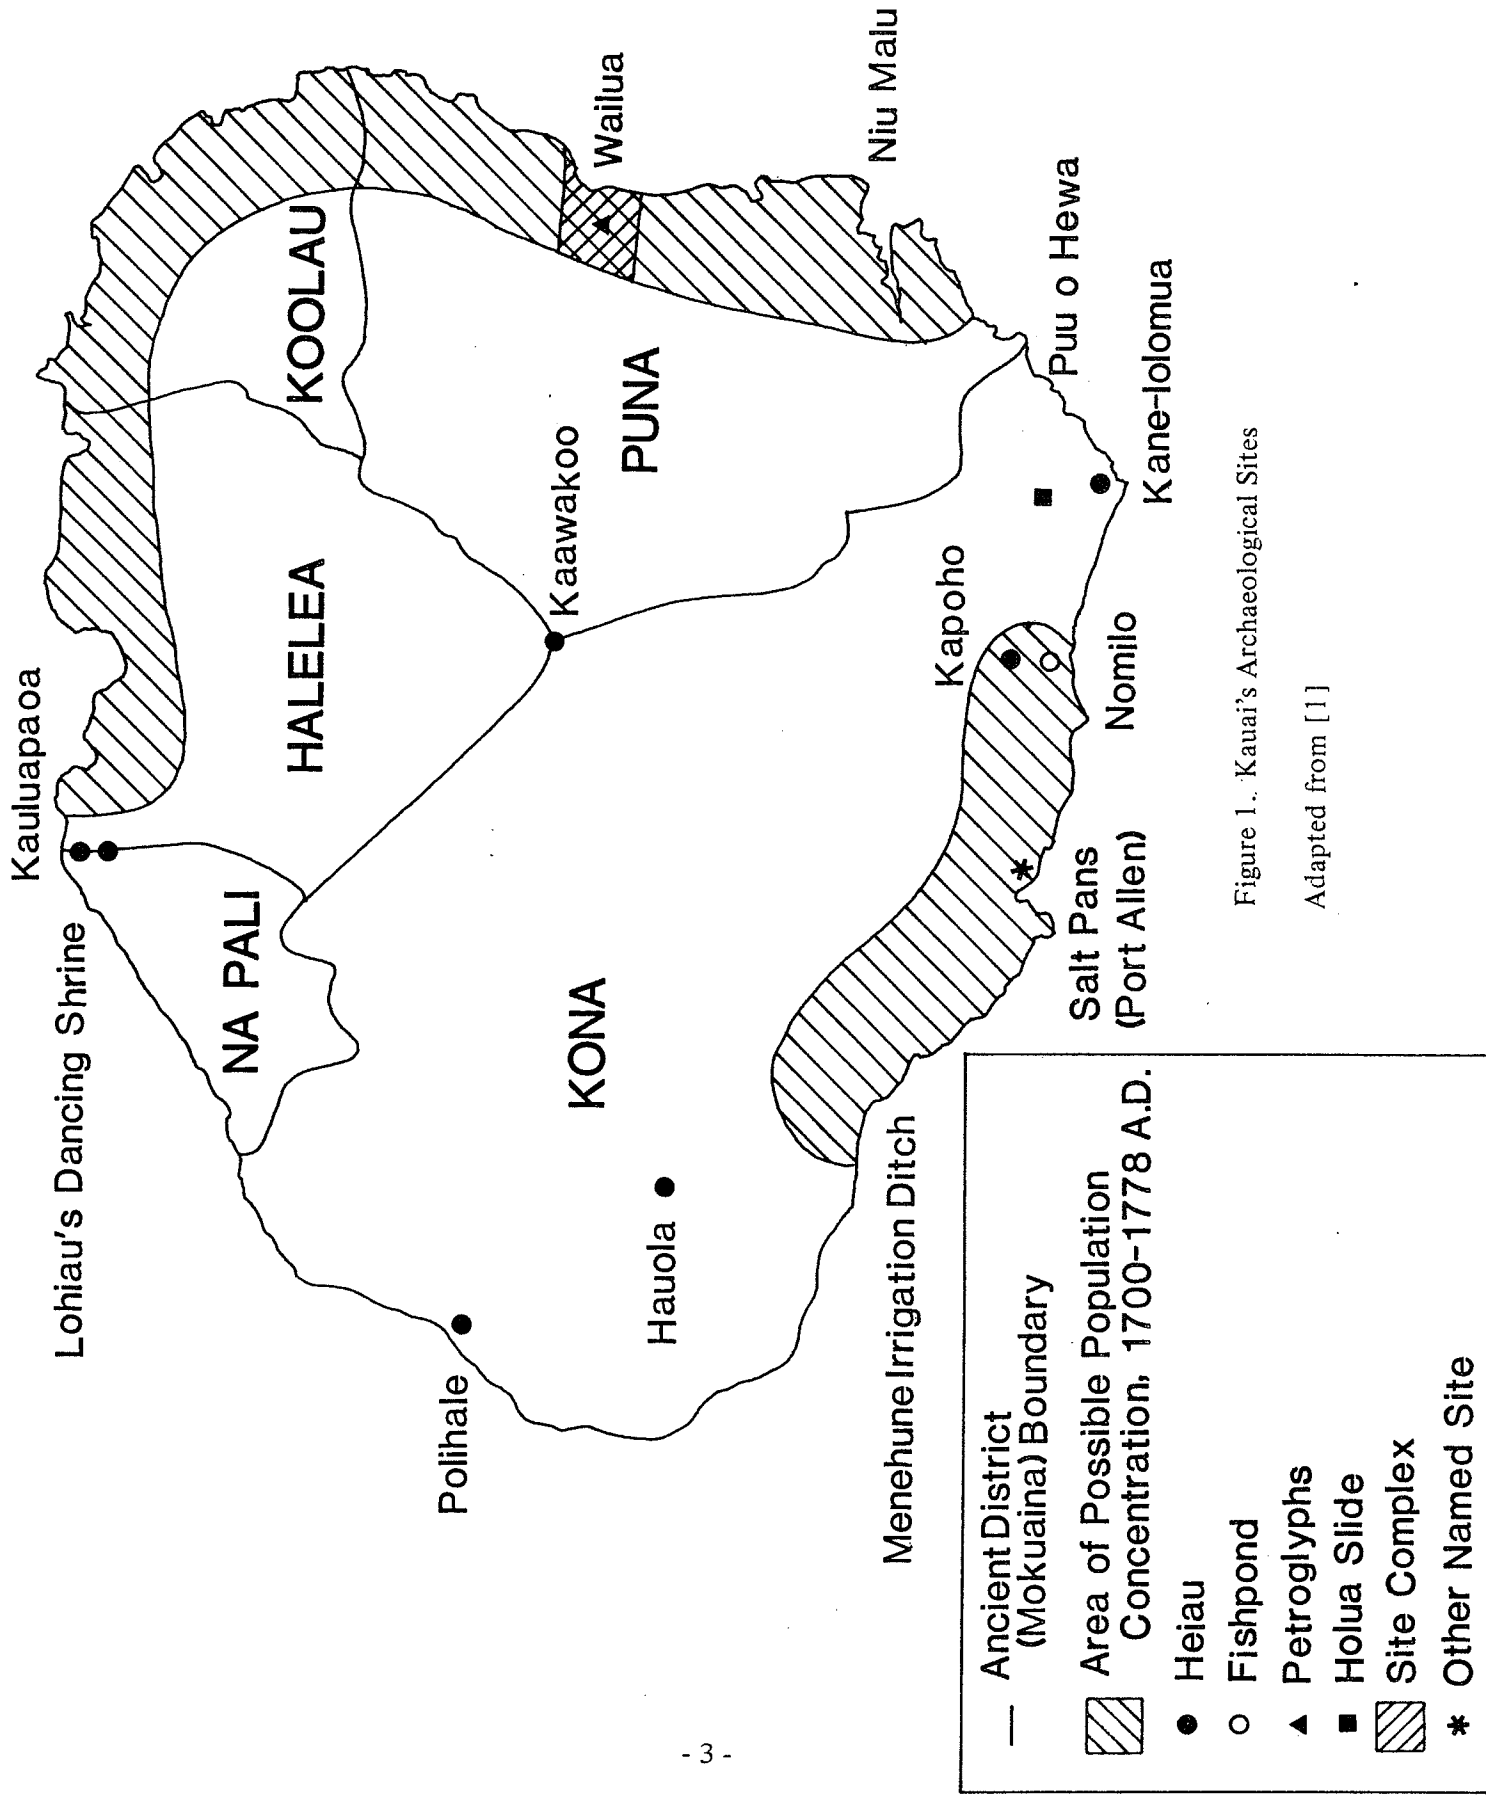 Kauluapaoa
Lohiau's Dancing Shrine
NA PALI
HALELEA
KOOLAU
Kaawakoo
PUNA
Wailua
Niu Malu
Polihale
Hauola
KONA
Kapoho
Puu o Hewa
Kane-Iolomua
Nomilo
Salt Pans
(Port Allen)
Menehune Irrigation Ditch
Ancient District
(Mokuaina) Boundary
Area of Possible Population
Concentration, 1700-1778 A.D.
Heiau
Fishpond
Petroglyphs
Holua Slide
Site Complex
Other Named Site
Figure 1. Kauai's Archaeological Sites
Adapted from [1]
- 3 -